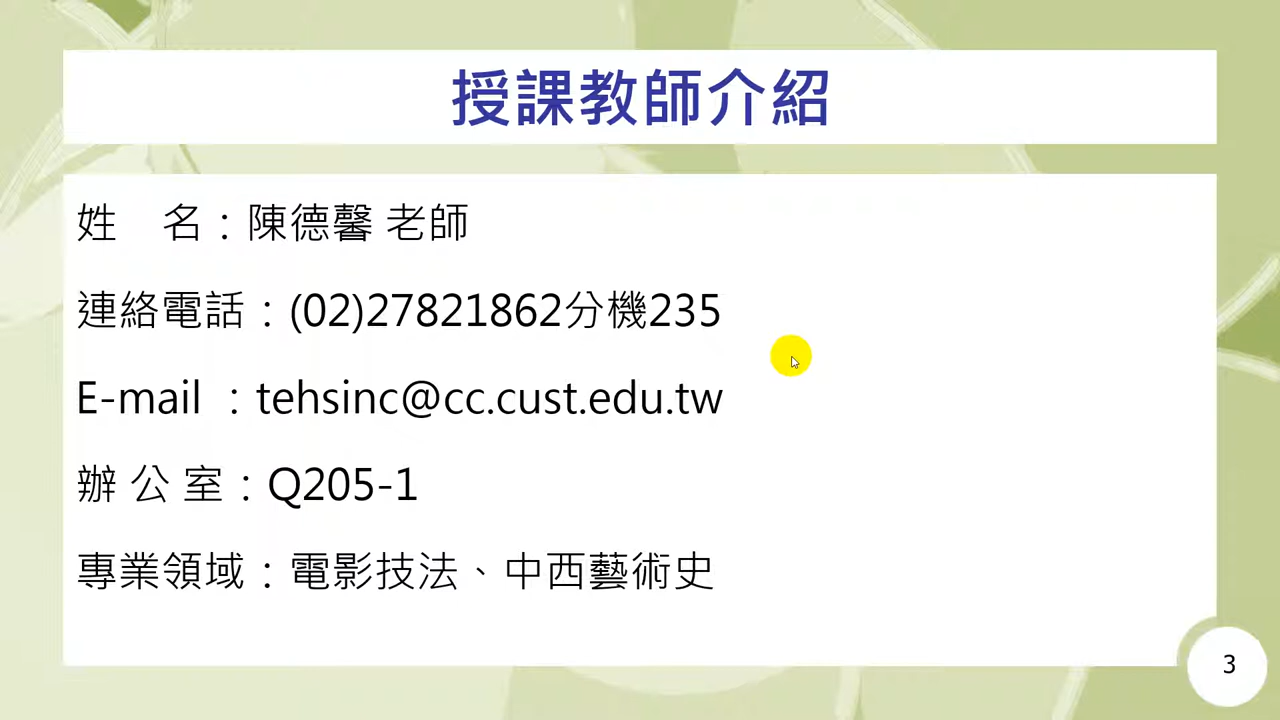 授課教師介紹
姓　名：陳德馨 老師
連絡電話：(02)27821862分機235
E-mail ：tehsinc@cc.cust.edu.tw
辦 公 室：Q205-1
專業領域：電影技法、中西藝術史
3